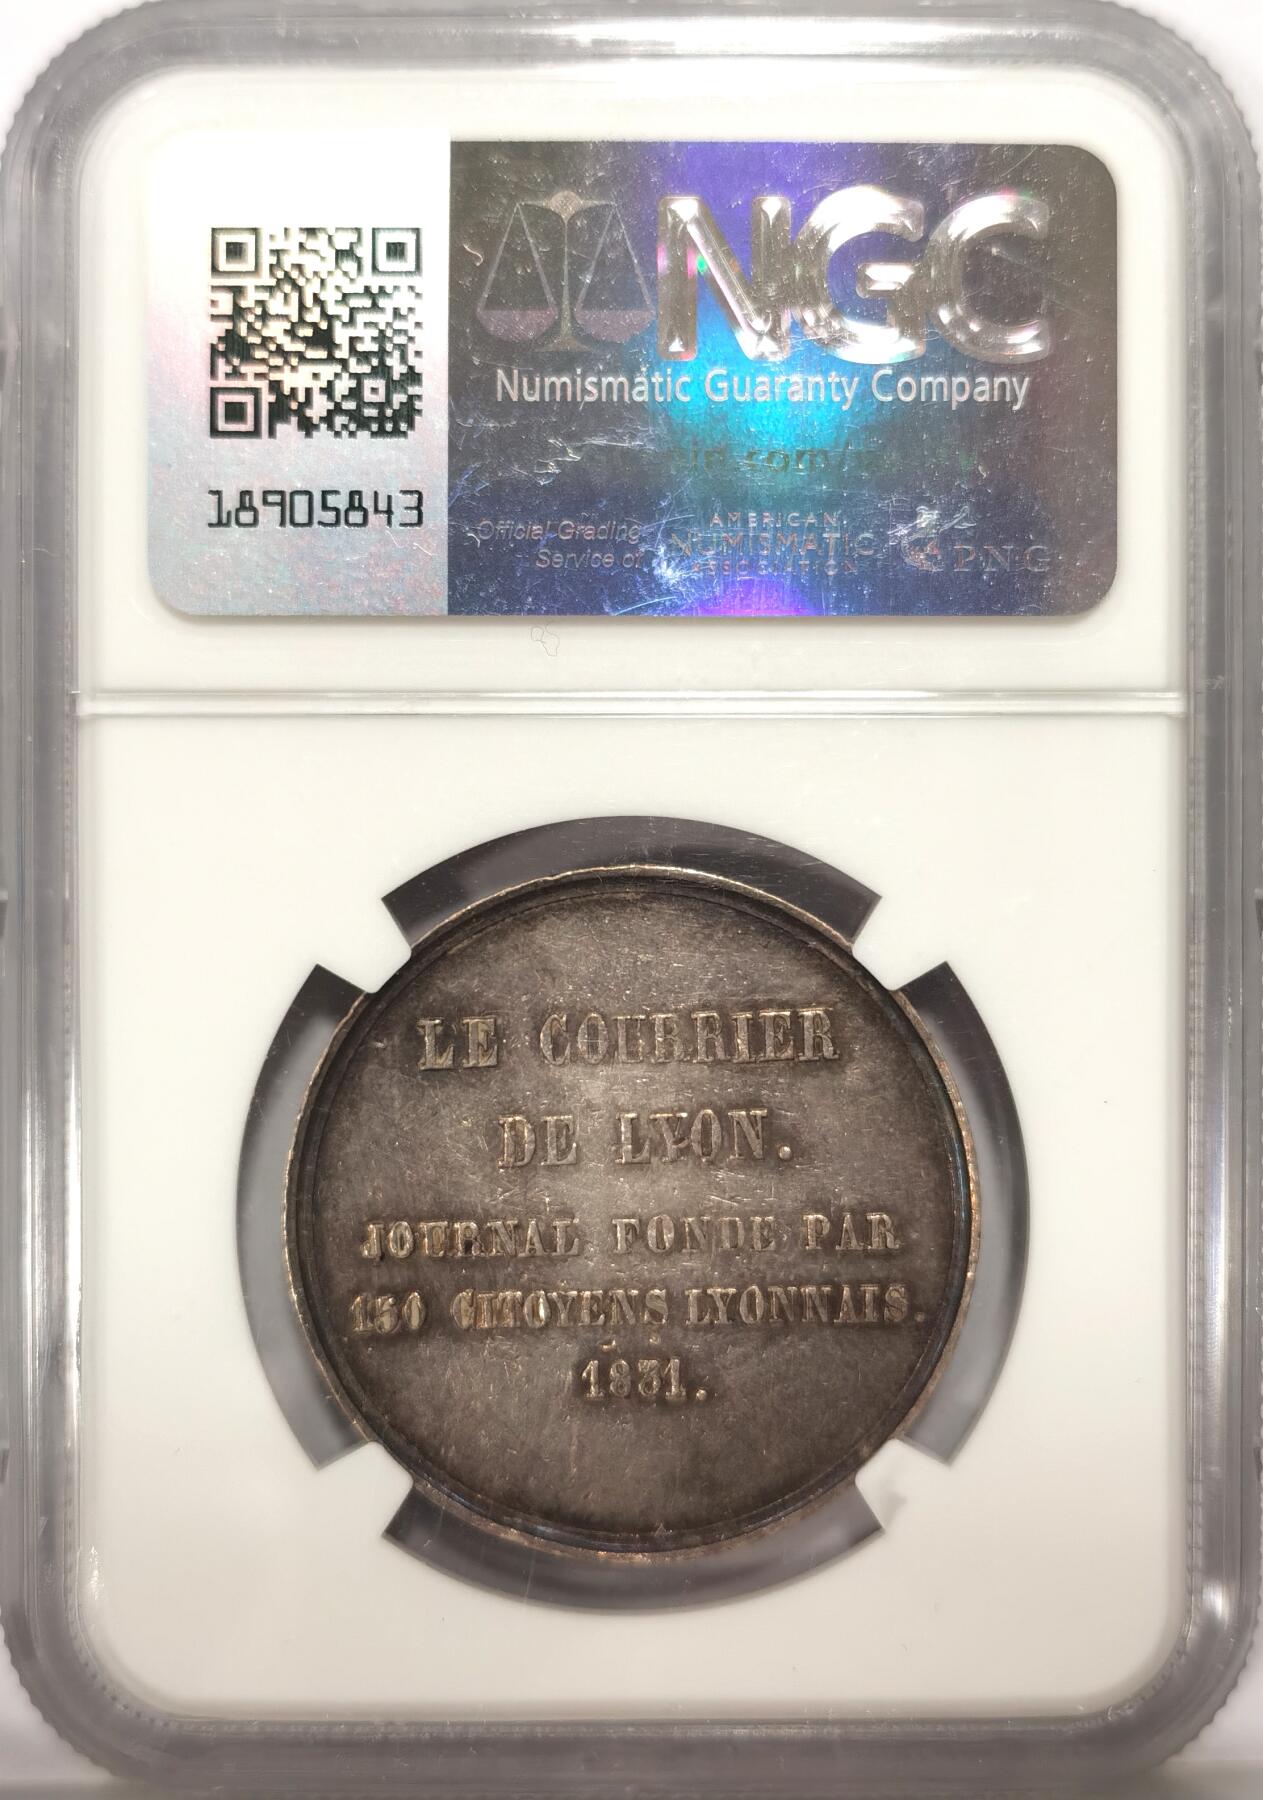 NGC
Numismatic Guaranty Company
18905843
Official Grading
Service of
AMERICAN
NUMISMATIC
ASSOCIATION
PNG
LE COURRIER
DE LYON.
JOURNAL FONDE PAR
150 CITOYENS LYONNAIS.
1831.